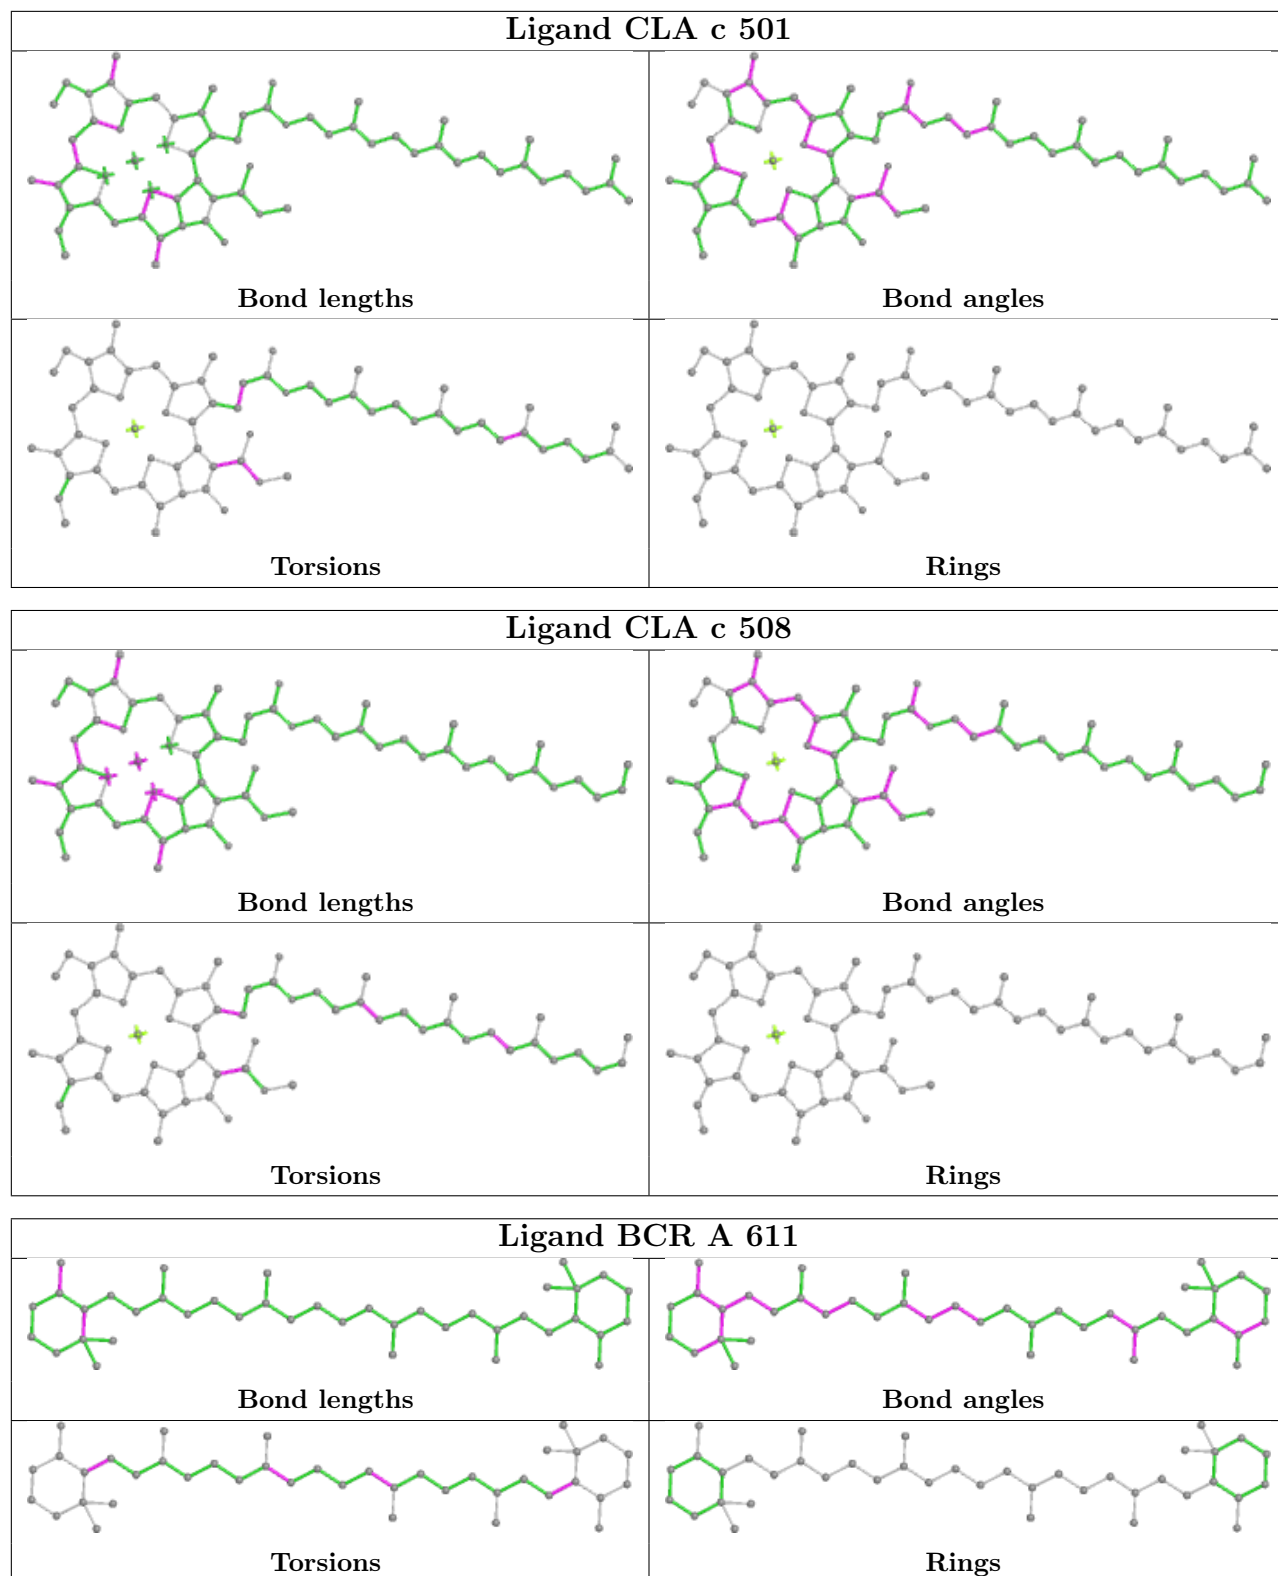 Ligand CLA c 501
Bond lengths
Bond angles
Torsions
Rings
Ligand CLA c 508
Bond lengths
Bond angles
Torsions
Rings
Ligand BCR A 611
Bond lengths
Bond angles
Torsions
Rings